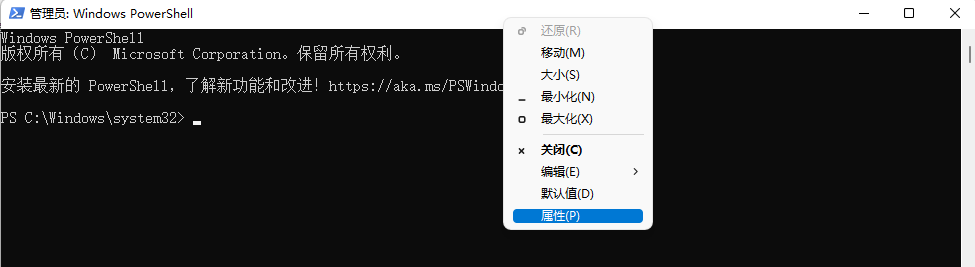 管理员: Windows PowerShell
Windows PowerShell
版权所有（C） Microsoft Corporation。保留所有权利。
安装最新的 PowerShell，了解新功能和改进！https://aka.ms/PSWindo
PS C:\Windows\system32>
还原(R)
移动(M)
大小(S)
最小化(N)
最大化(X)
关闭(C)
编辑(E)
默认值(D)
属性(P)